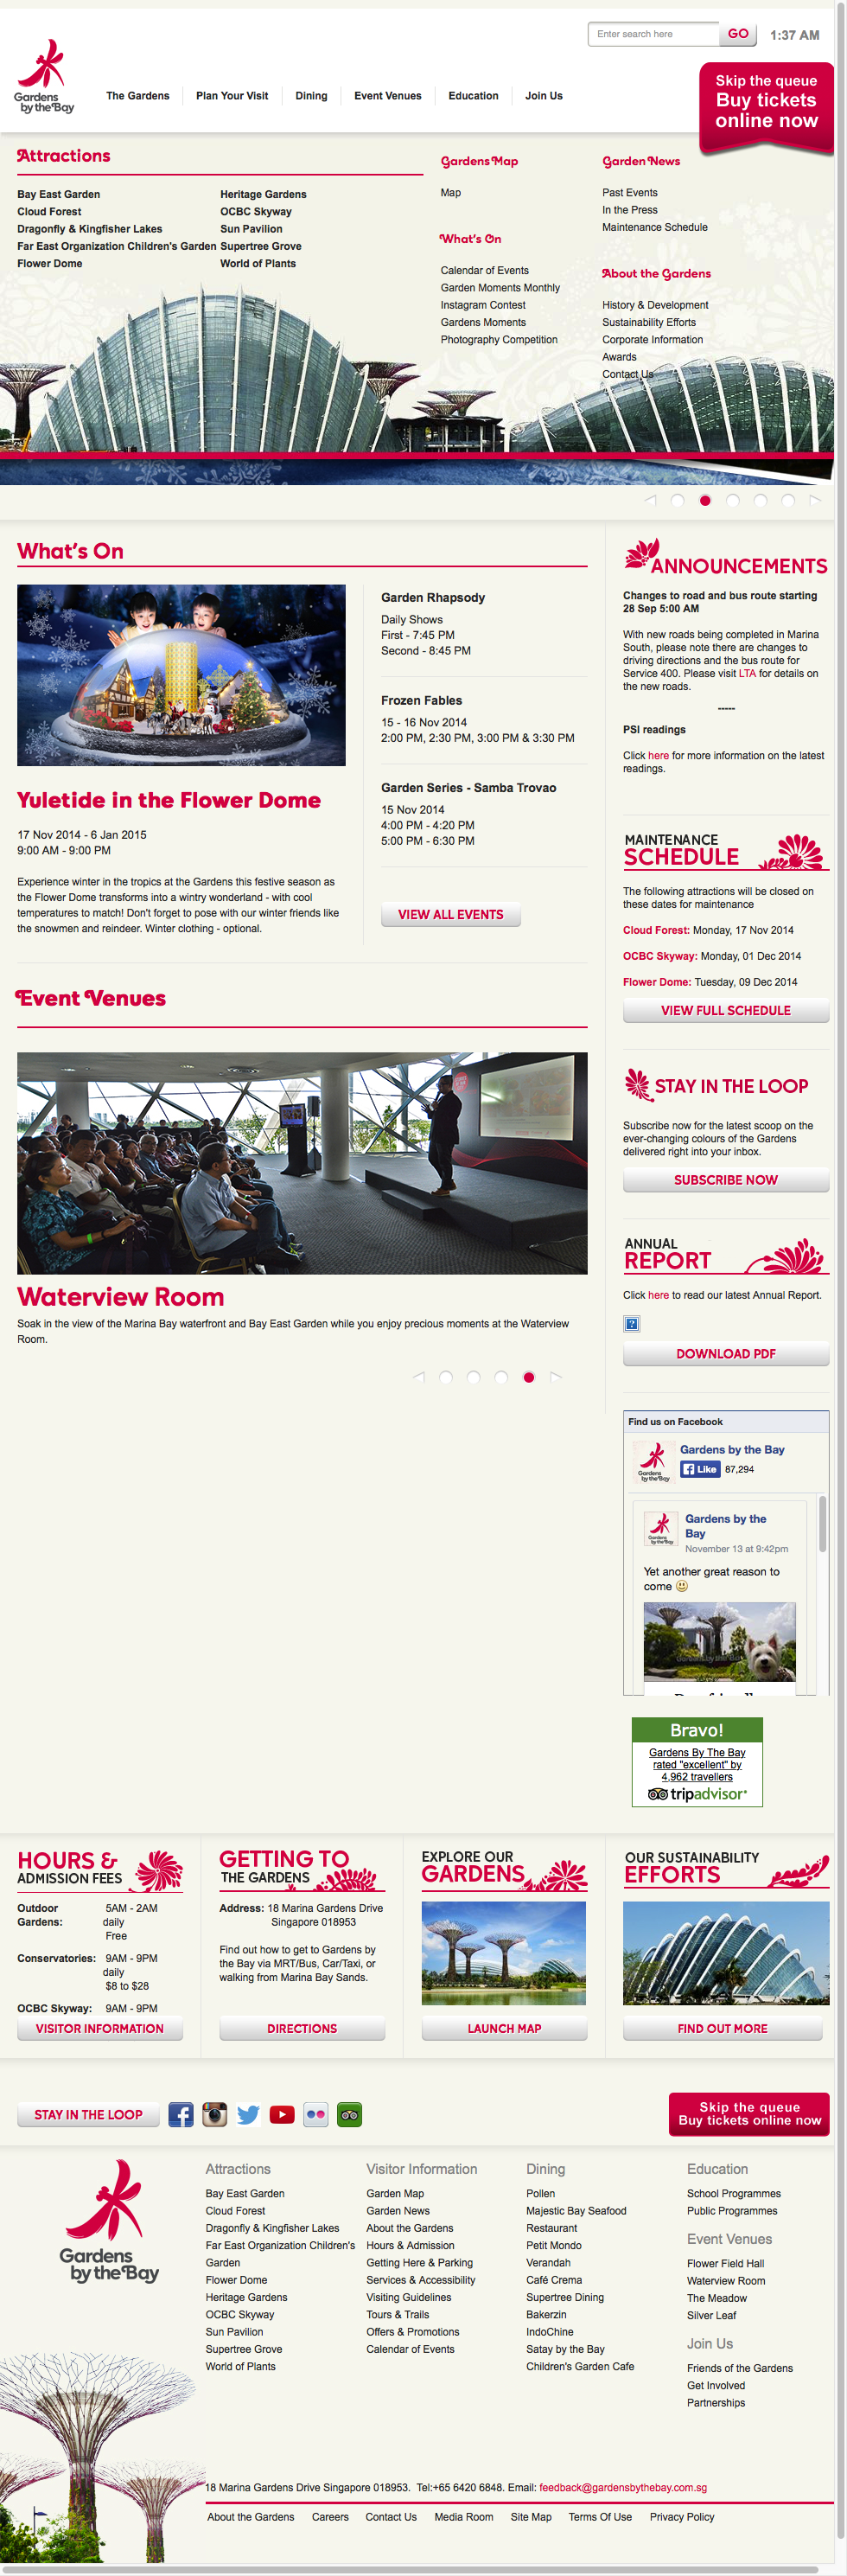 Enter search here
GO
1:37 AM
Gardens
by the Bay
The Gardens
Plan Your Visit
Dining
Event Venues
Education
Join Us
Skip the queue
Buy tickets
online now
Attractions
Bay East Garden
Cloud Forest
Dragonfly & Kingfisher Lakes
Far East Organization Children's Garden
Flower Dome
Heritage Gardens
OCBC Skyway
Sun Pavilion
Supertree Grove
World of Plants
Gardens Map
Map
What's On
Calendar of Events
Garden Moments Monthly
Instagram Contest
Gardens Moments
Photography Competition
Garden News
Past Events
In the Press
Maintenance Schedule
About the Gardens
History & Development
Sustainability Efforts
Corporate Information
Awards
Contact Us
What's On
Yuletide in the Flower Dome
17 Nov 2014 - 6 Jan 2015
9:00 AM - 9:00 PM
Experience winter in the tropics at the Gardens this festive season as
the Flower Dome transforms into a wintry wonderland - with cool
temperatures to match! Don't forget to pose with our winter friends like
the snowmen and reindeer. Winter clothing - optional.
Garden Rhapsody
Daily Shows
First - 7:45 PM
Second - 8:45 PM
Frozen Fables
15 - 16 Nov 2014
2:00 PM, 2:30 PM, 3:00 PM & 3:30 PM
Garden Series - Samba Trovao
15 Nov 2014
4:00 PM - 4:20 PM
5:00 PM - 6:30 PM
VIEW ALL EVENTS
Event Venues
Waterview Room
Soak in the view of the Marina Bay waterfront and Bay East Garden while you enjoy precious moments at the Waterview
Room.
ANNOUNCEMENTS
Changes to road and bus route starting
28 Sep 5:00 AM
With new roads being completed in Marina
South, please note there are changes to
driving directions and the bus route for
Service 400. Please visit LTA for details on
the new roads.
-----
PSI readings
Click here for more information on the latest
readings.
MAINTENANCE
SCHEDULE
The following attractions will be closed on
these dates for maintenance
Cloud Forest: Monday, 17 Nov 2014
OCBC Skyway: Monday, 01 Dec 2014
Flower Dome: Tuesday, 09 Dec 2014
VIEW FULL SCHEDULE
STAY IN THE LOOP
Subscribe now for the latest scoop on the
ever-changing colours of the Gardens
delivered right into your inbox.
SUBSCRIBE NOW
ANNUAL
REPORT
Click here to read our latest Annual Report.
?
DOWNLOAD PDF
Find us on Facebook
Gardens
by the Bay
Gardens by the Bay
Like
87,294
Gardens
by the Bay
Gardens by the
Bay
November 13 at 9:42pm
Yet another great reason to
come
Bravo!
Gardens By The Bay
rated "excellent" by
4,962 travellers
tripadvisor
HOURS &
ADMISSION FEES
Outdoor Gardens: 5AM - 2AM
daily
Free
Conservatories: 9AM - 9PM
daily
$8 to $28
OCBC Skyway: 9AM - 9PM
VISITOR INFORMATION
GETTING TO
THE GARDENS
Address: 18 Marina Gardens Drive
Singapore 018953
Find out how to get to Gardens by
the Bay via MRT/Bus, Car/Taxi, or
walking from Marina Bay Sands.
DIRECTIONS
EXPLORE OUR
GARDENS
LAUNCH MAP
OUR SUSTAINABILITY
EFFORTS
FIND OUT MORE
STAY IN THE LOOP
Skip the queue
Buy tickets online now
Gardens
by the Bay
Attractions
Bay East Garden
Cloud Forest
Dragonfly & Kingfisher Lakes
Far East Organization Children's
Garden
Flower Dome
Heritage Gardens
OCBC Skyway
Sun Pavilion
Supertree Grove
World of Plants
Visitor Information
Garden Map
Garden News
About the Gardens
Hours & Admission
Getting Here & Parking
Services & Accessibility
Visiting Guidelines
Tours & Trails
Offers & Promotions
Calendar of Events
Dining
Pollen
Majestic Bay Seafood
Restaurant
Petit Mondo
Verandah
Café Crema
Supertree Dining
Bakerzin
IndoChine
Satay by the Bay
Children's Garden Cafe
Education
School Programmes
Public Programmes
Event Venues
Flower Field Hall
Waterview Room
The Meadow
Silver Leaf
Join Us
Friends of the Gardens
Get Involved
Partnerships
18 Marina Gardens Drive Singapore 018953. Tel:+65 6420 6848. Email: feedback@gardensbythebay.com.sg
About the Gardens
Careers
Contact Us
Media Room
Site Map
Terms Of Use
Privacy Policy